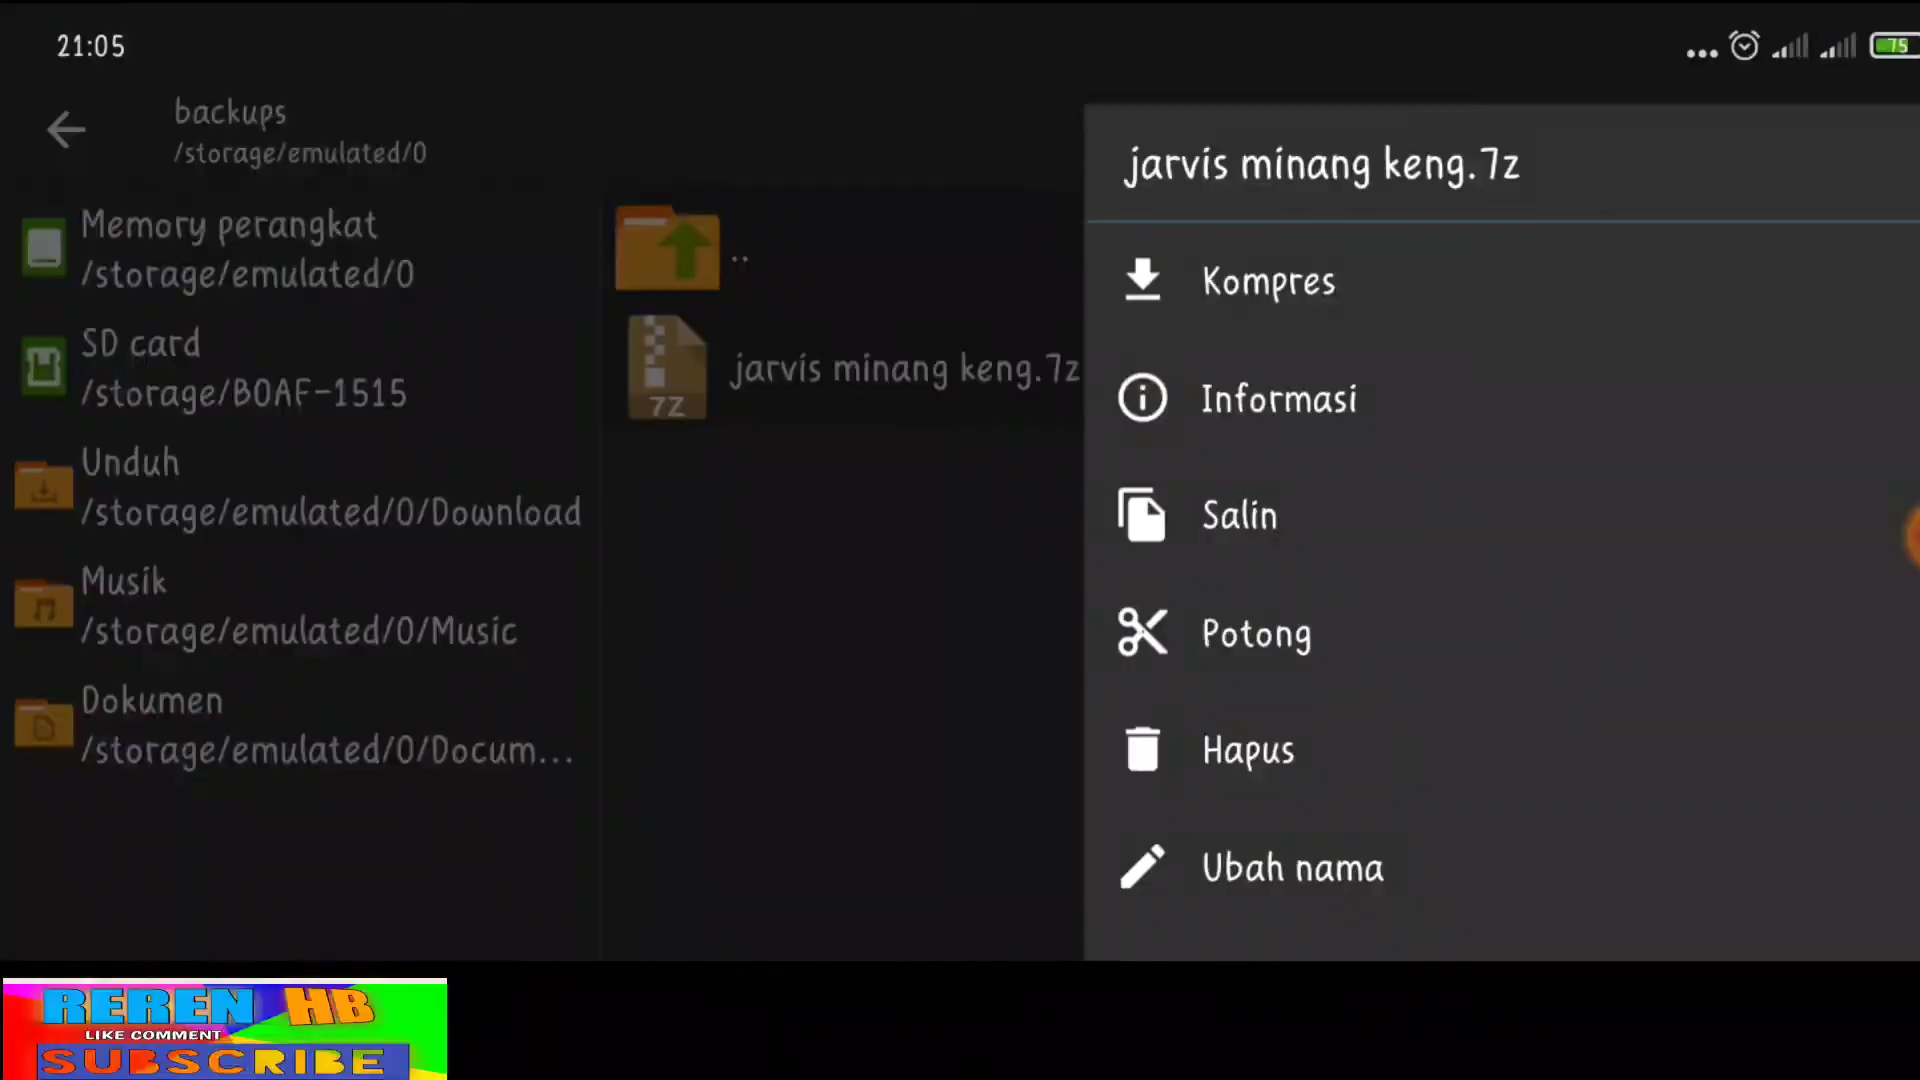 21:05
75
backups
/storage/emulated/0
Memory perangkat
/storage/emulated/0
SD card
/storage/B0AF-1515
Unduh
/storage/emulated/0/Download
Musik
/storage/emulated/0/Music
Dokumen
/storage/emulated/0/Docum...
..
7Z
jarvis minang keng.7z
jarvis minang keng.7z
Kompres
Informasi
Salin
Potong
Hapus
Ubah nama
REREN HB
LIKE COMMENT
SUBSCRIBE